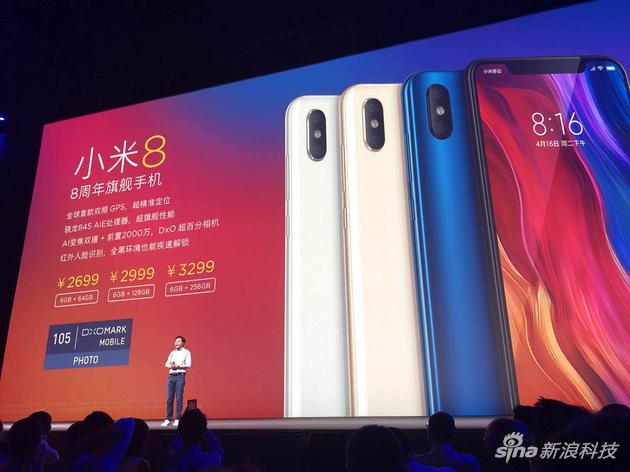 小米8
8周年旗舰手机
全球首款双频 GPS，超精准定位
骁龙845 AIE处理器，超旗舰性能
AI变焦双摄 + 前置2000万，DxO 超百分相机
红外人脸识别，全黑环境也能疾速解锁
¥2699 ¥2999 ¥3299
6GB + 64GB 6GB + 128GB 6GB + 256GB
105 DXOMARK
MOBILE
PHOTO
小米移动
8:16
4月16日 周二下午
sina新浪科技